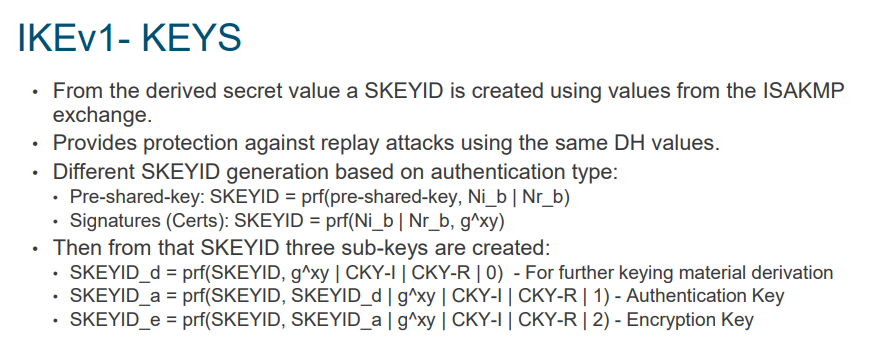 IKEv1- KEYS
• From the derived secret value a SKEYID is created using values from the ISAKMP
exchange.
• Provides protection against replay attacks using the same DH values.
• Different SKEYID generation based on authentication type:
• Pre-shared-key: SKEYID = prf(pre-shared-key, Ni_b | Nr_b)
• Signatures (Certs): SKEYID = prf(Ni_b | Nr_b, g^xy)
• Then from that SKEYID three sub-keys are created:
• SKEYID_d = prf(SKEYID, g^xy | CKY-I | CKY-R | 0)  - For further keying material derivation
• SKEYID_a = prf(SKEYID, SKEYID_d | g^xy | CKY-I | CKY-R | 1) - Authentication Key
• SKEYID_e = prf(SKEYID, SKEYID_a | g^xy | CKY-I | CKY-R | 2) - Encryption Key